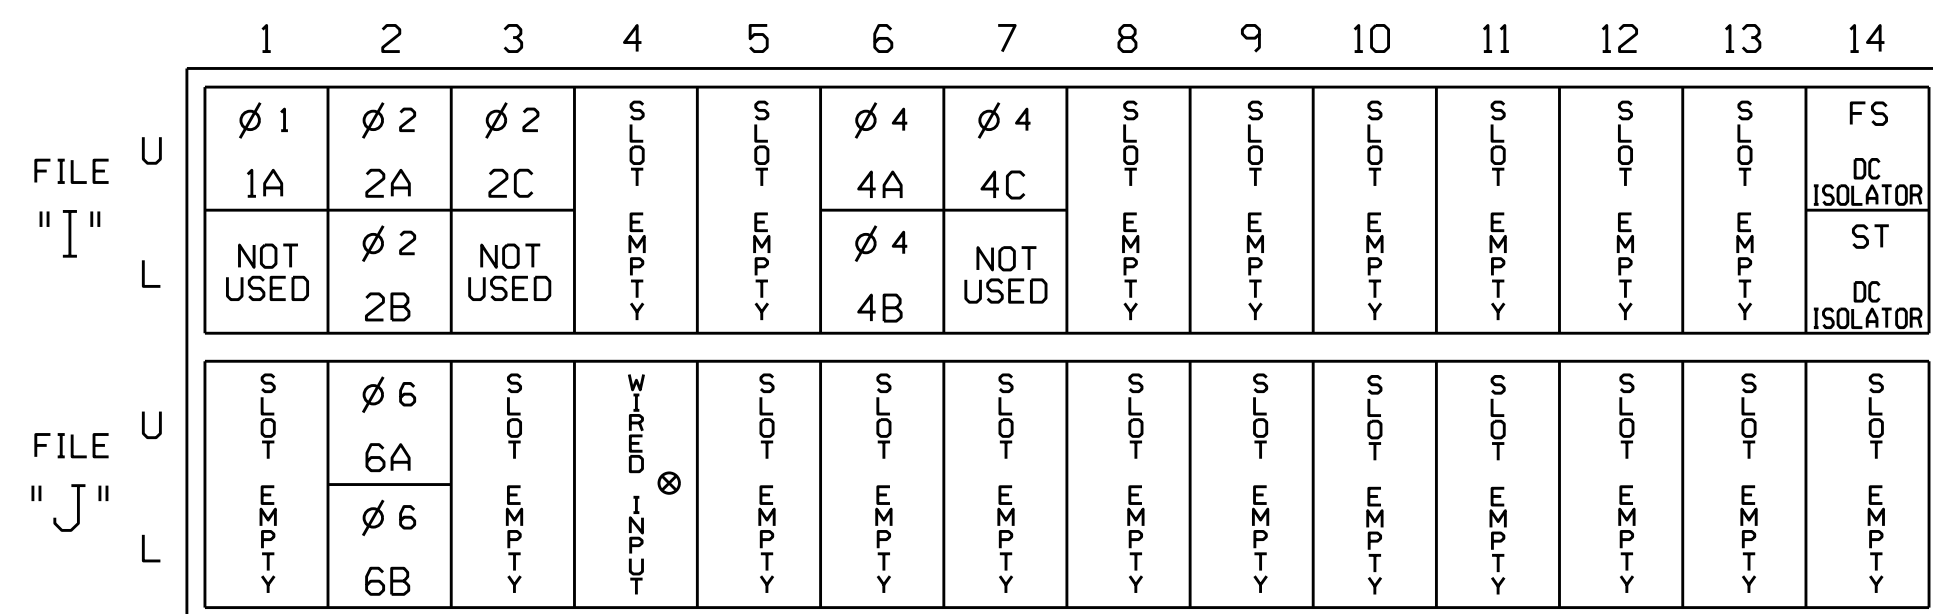 1 2 3 4 5 6 7 8 9 10 11 12 13 14
FILE "I"
U
L
Ø 1
1A
NOT USED
Ø 2
2A
Ø 2
2B
Ø 2
2C
NOT USED
SLOT EMPTY
SLOT EMPTY
Ø 4
4A
Ø 4
4B
Ø 4
4C
NOT USED
SLOT EMPTY
SLOT EMPTY
SLOT EMPTY
SLOT EMPTY
SLOT EMPTY
SLOT EMPTY
FS
DC
ISOLATOR
ST
DC
ISOLATOR
FILE "J"
U
L
SLOT EMPTY
Ø 6
6A
Ø 6
6B
SLOT EMPTY
WIRED INPUT ⊗
SLOT EMPTY
SLOT EMPTY
SLOT EMPTY
SLOT EMPTY
SLOT EMPTY
SLOT EMPTY
SLOT EMPTY
SLOT EMPTY
SLOT EMPTY
SLOT EMPTY